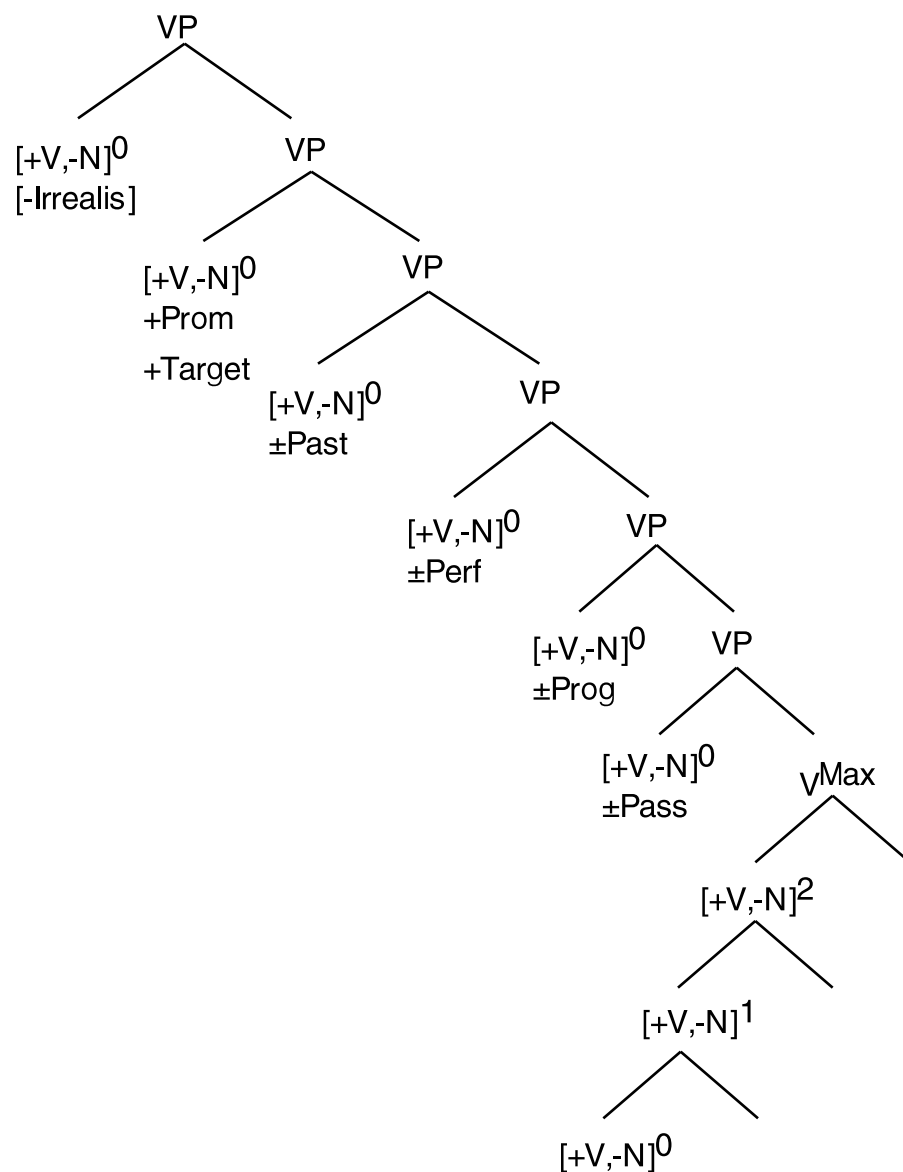 VP
[+V,-N]⁰ VP
[-Irrealis]
[+V,-N]⁰ VP
+Prom
+Target
[+V,-N]⁰ VP
±Past
[+V,-N]⁰ VP
±Perf
[+V,-N]⁰ VP
±Prog
[+V,-N]⁰ VMax
±Pass
[+V,-N]²
[+V,-N]¹
[+V,-N]⁰